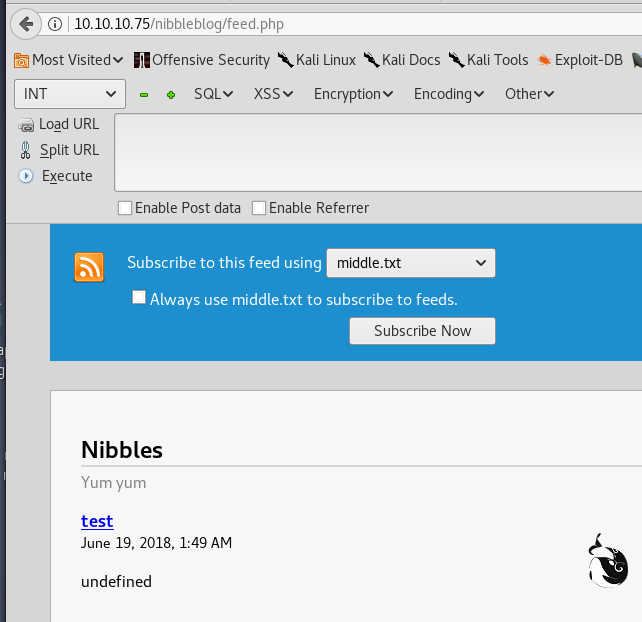 10.10.10.75/nibbleblog/feed.php
Most Visited Offensive Security Kali Linux Kali Docs Kali Tools Exploit-DB
INT SQL XSS Encryption Encoding Other
Load URL
Split URL
Execute
Enable Post data Enable Referrer
Subscribe to this feed using middle.txt
Always use middle.txt to subscribe to feeds.
Subscribe Now
Nibbles
Yum yum
test
June 19, 2018, 1:49 AM
undefined